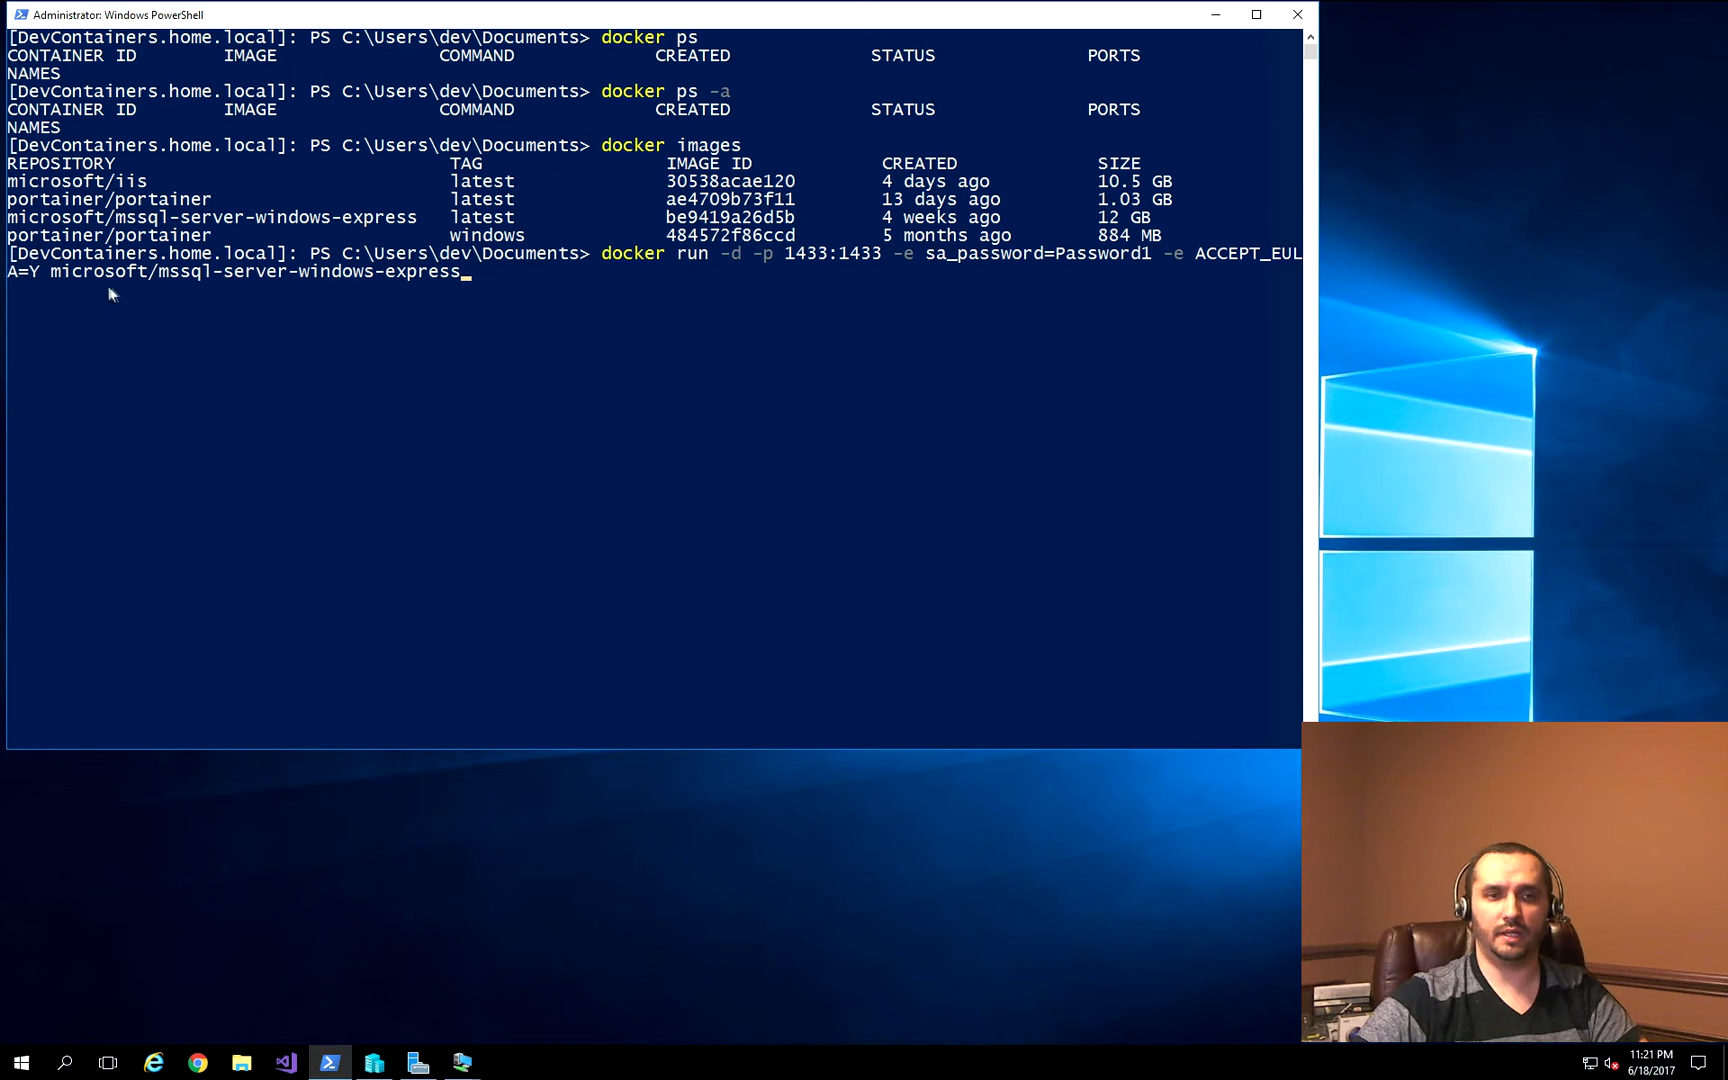 Administrator: Windows PowerShell
[DevContainers.home.local]: PS C:\Users\dev\Documents> docker ps
CONTAINER ID IMAGE COMMAND CREATED STATUS PORTS
NAMES
[DevContainers.home.local]: PS C:\Users\dev\Documents> docker ps -a
CONTAINER ID IMAGE COMMAND CREATED STATUS PORTS
NAMES
[DevContainers.home.local]: PS C:\Users\dev\Documents> docker images
REPOSITORY TAG IMAGE ID CREATED SIZE
microsoft/iis latest 30538acae120 4 days ago 10.5 GB
portainer/portainer latest ae4709b73f11 13 days ago 1.03 GB
microsoft/mssql-server-windows-express latest be9419a26d5b 4 weeks ago 12 GB
portainer/portainer windows 484572f86ccd 5 months ago 884 MB
[DevContainers.home.local]: PS C:\Users\dev\Documents> docker run -d -p 1433:1433 -e sa_password=Password1 -e ACCEPT_EUL
A=Y microsoft/mssql-server-windows-express_
11:21 PM
6/18/2017